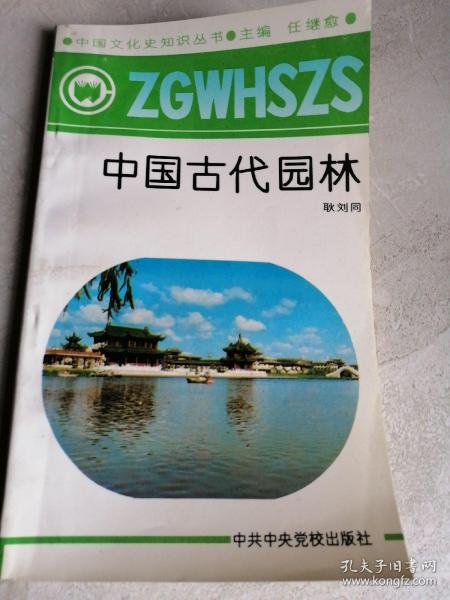 ●中国文化史知识丛书●主编 任继愈●
ZGWHSZS
中国古代园林
耿刘同
中共中央党校出版社
孔夫子旧书网
www.kongfz.com